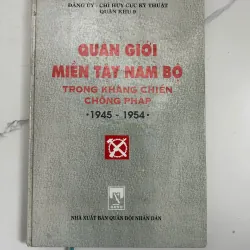 ĐẢNG ỦY - CHỈ HUY CỤC KỸ THUẬT
QUÂN KHU 9
QUÂN GIỚI
MIỀN TÂY NAM BỘ
TRONG KHÁNG CHIẾN
CHỐNG PHÁP
• 1945 - 1954 •
NHÀ XUẤT BẢN QUÂN ĐỘI NHÂN DÂN